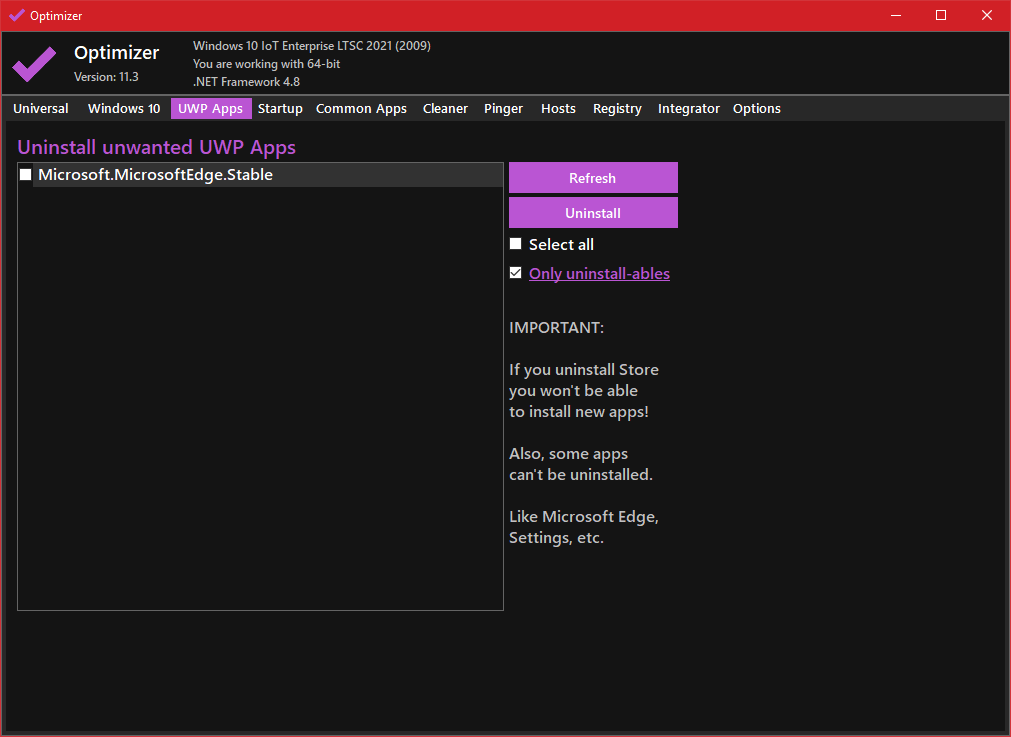 Optimizer
Optimizer
Version: 11.3
Windows 10 IoT Enterprise LTSC 2021 (2009)
You are working with 64-bit
.NET Framework 4.8
Universal Windows 10 UWP Apps Startup Common Apps Cleaner Pinger Hosts Registry Integrator Options
Uninstall unwanted UWP Apps
Microsoft.MicrosoftEdge.Stable
Refresh
Uninstall
Select all
Only uninstall-ables
IMPORTANT:
If you uninstall Store
you won't be able
to install new apps!
Also, some apps
can't be uninstalled.
Like Microsoft Edge,
Settings, etc.